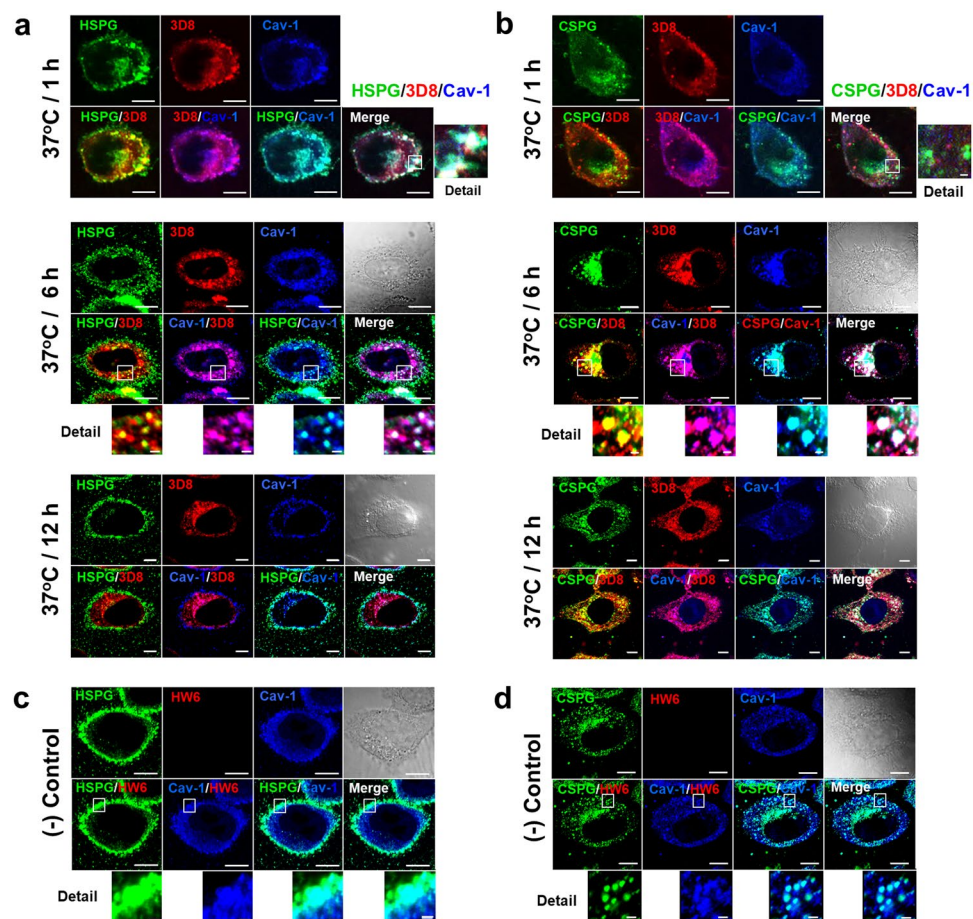 a
37°C / 1 h
HSPG 3D8 Cav-1
HSPG/3D8/Cav-1
HSPG/3D8 3D8/Cav-1 HSPG/Cav-1 Merge
Detail
37°C / 6 h
HSPG 3D8 Cav-1
HSPG/3D8 Cav-1/3D8 HSPG/Cav-1 Merge
Detail
37°C / 12 h
HSPG 3D8 Cav-1
HSPG/3D8 Cav-1/3D8 HSPG/Cav-1 Merge
b
37°C / 1 h
CSPG 3D8 Cav-1
CSPG/3D8/Cav-1
CSPG/3D8 3D8/Cav-1 CSPG/Cav-1 Merge
Detail
37°C / 6 h
CSPG 3D8 Cav-1
CSPG/3D8 Cav-1/3D8 CSPG/Cav-1 Merge
Detail
37°C / 12 h
CSPG 3D8 Cav-1
CSPG/3D8 Cav-1/3D8 CSPG/Cav-1 Merge
c
(-) Control
HSPG HW6 Cav-1
HSPG/HW6 Cav-1/HW6 HSPG/Cav-1 Merge
Detail
d
(-) Control
CSPG HW6 Cav-1
CSPG/HW6 Cav-1/HW6 CSPG/Cav-1 Merge
Detail